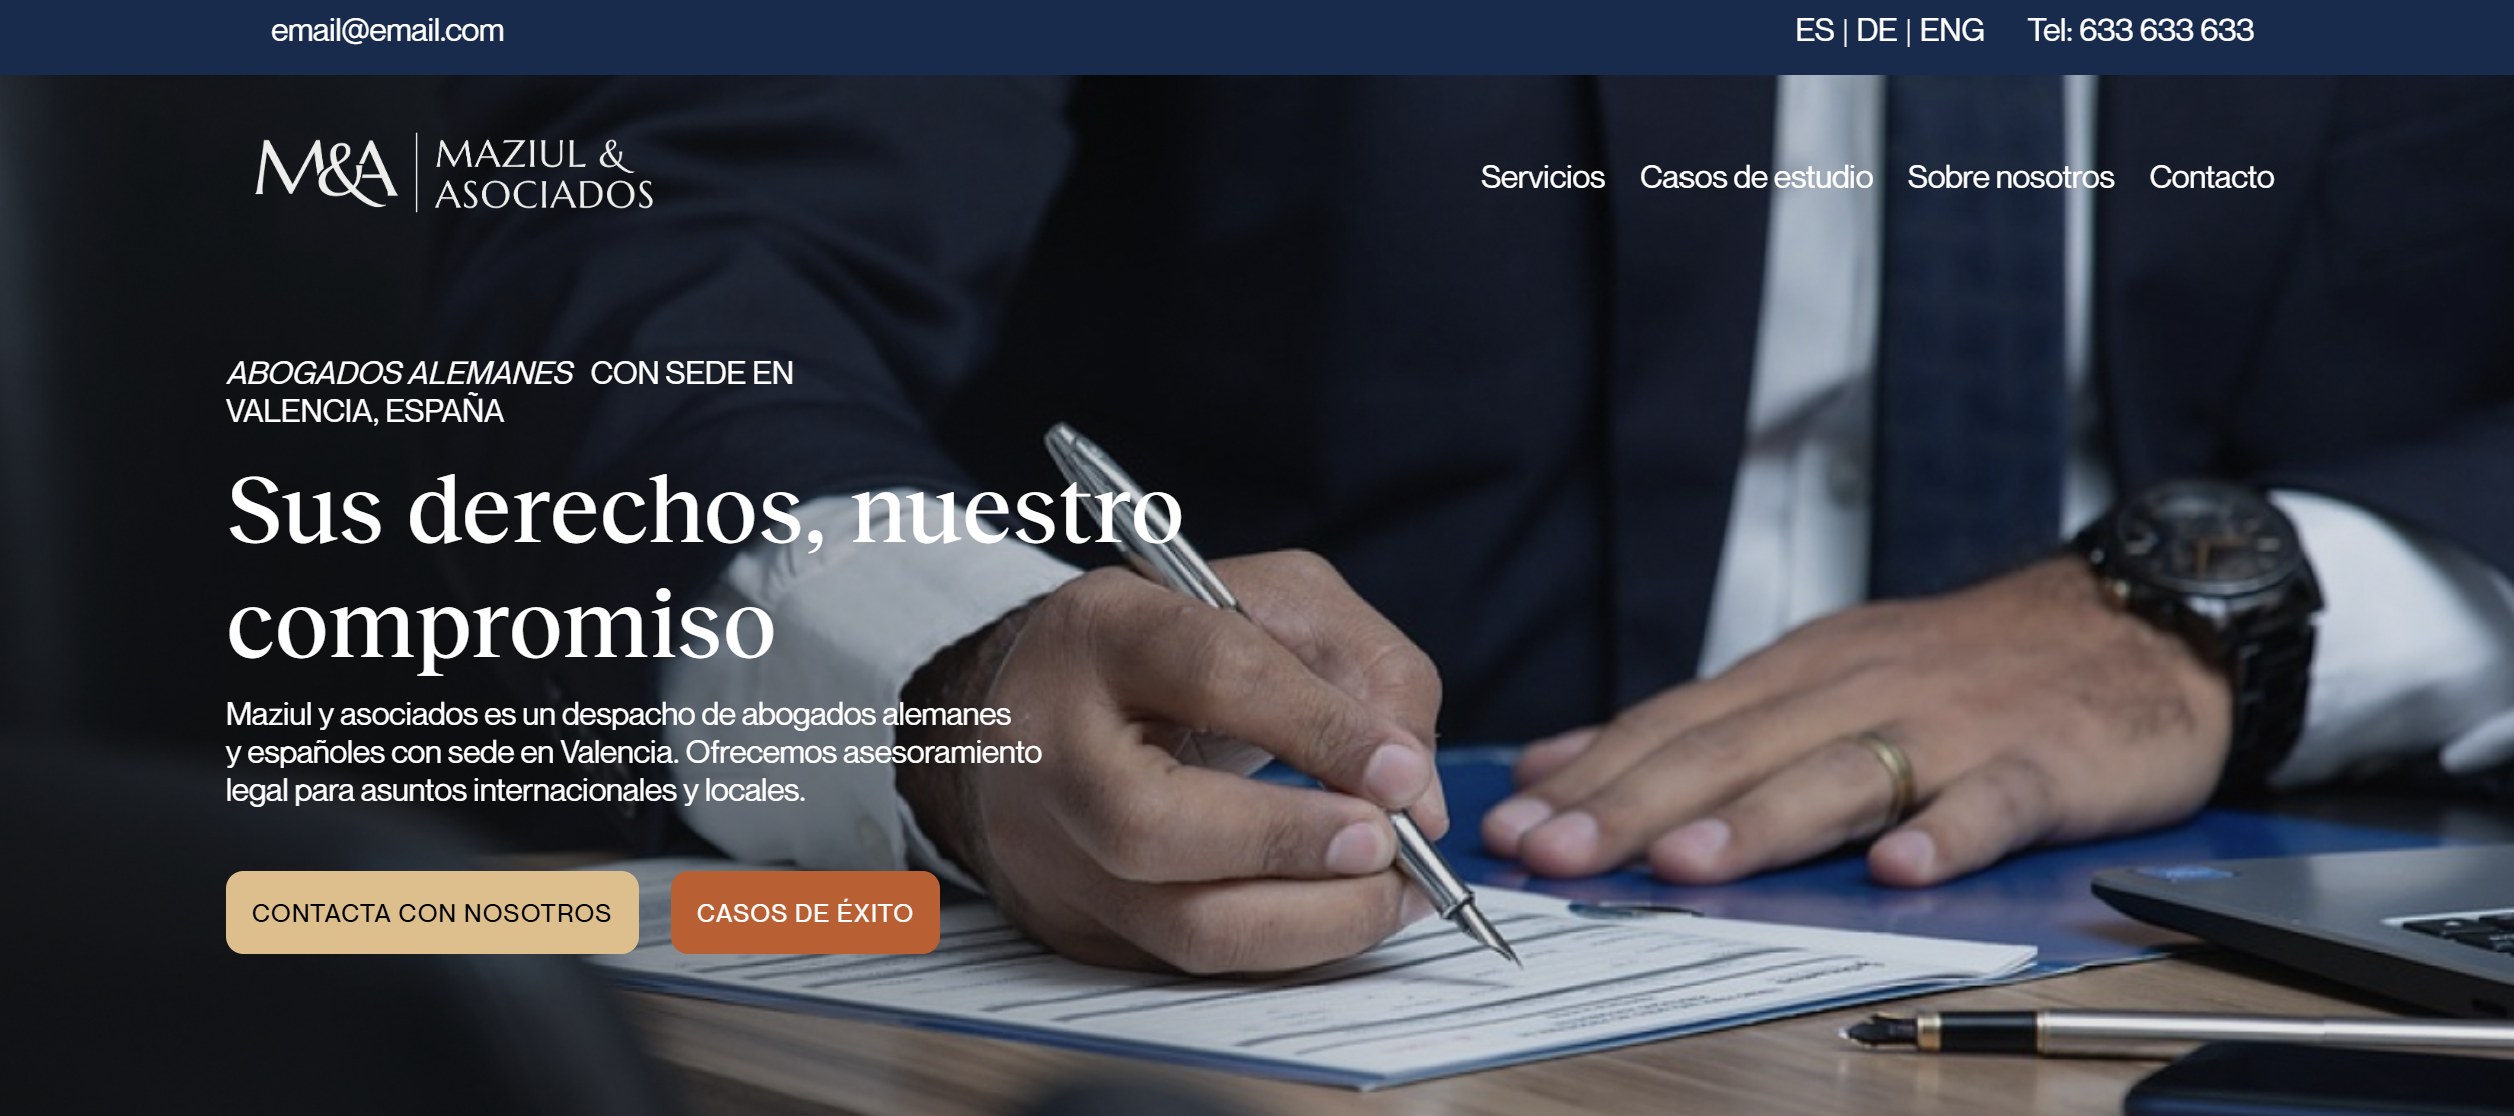 email@email.com
ES | DE | ENG Tel: 633 633 633
M&A | MAZIUL &
ASOCIADOS
Servicios Casos de estudio Sobre nosotros Contacto
ABOGADOS ALEMANES CON SEDE EN
VALENCIA, ESPAÑA
Sus derechos, nuestro
compromiso
Maziul y asociados es un despacho de abogados alemanes
y españoles con sede en Valencia. Ofrecemos asesoramiento
legal para asuntos internacionales y locales.
CONTACTA CON NOSOTROS CASOS DE ÉXITO